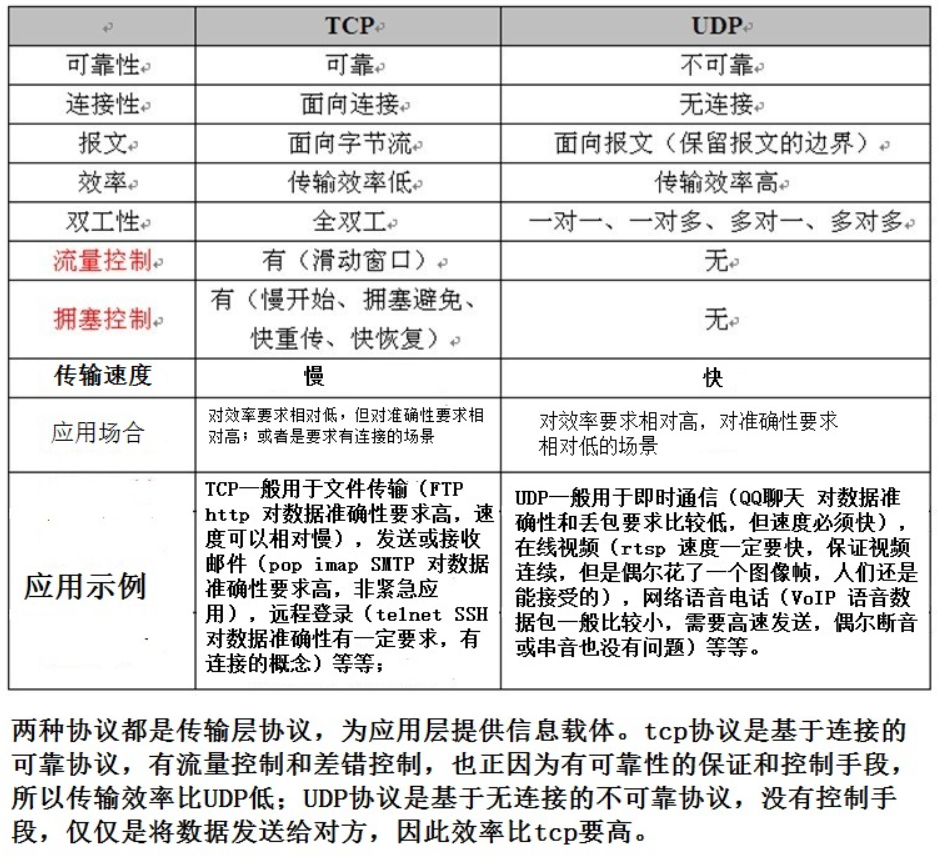 TCP UDP
可靠性 可靠 不可靠
连接性 面向连接 无连接
报文 面向字节流 面向报文（保留报文的边界）
效率 传输效率低 传输效率高
双工性 全双工 一对一、一对多、多对一、多对多
流量控制 有（滑动窗口） 无
拥塞控制 有（慢开始、拥塞避免、
快重传、快恢复） 无
传输速度 慢 快
应用场合
对效率要求相对低，但对准确性要求相
对高；或者是要求有连接的场景
对效率要求相对高，对准确性要求
相对低的场景
应用示例
TCP一般用于文件传输（FTP
http 对数据准确性要求高，速
度可以相对慢），发送或接收
邮件（pop imap SMTP 对数据
准确性要求高，非紧急应
用），远程登录（telnet SSH
对数据准确性有一定要求，有
连接的概念）等等；
UDP一般用于即时通信（QQ聊天 对数据准
确性和丢包要求比较低，但速度必须快），
在线视频（rtsp 速度一定要快，保证视频
连续，但是偶尔花了一个图像帧，人们还是
能接受的），网络语音电话（VoIP 语音数
据包一般比较小，需要高速发送，偶尔断音
或串音也没有问题）等等。
两种协议都是传输层协议，为应用层提供信息载体。tcp协议是基于连接的
可靠协议，有流量控制和差错控制，也正因为有可靠性的保证和控制手段，
所以传输效率比UDP低；UDP协议是基于无连接的不可靠协议，没有控制手
段，仅仅是将数据发送给对方，因此效率比tcp要高。